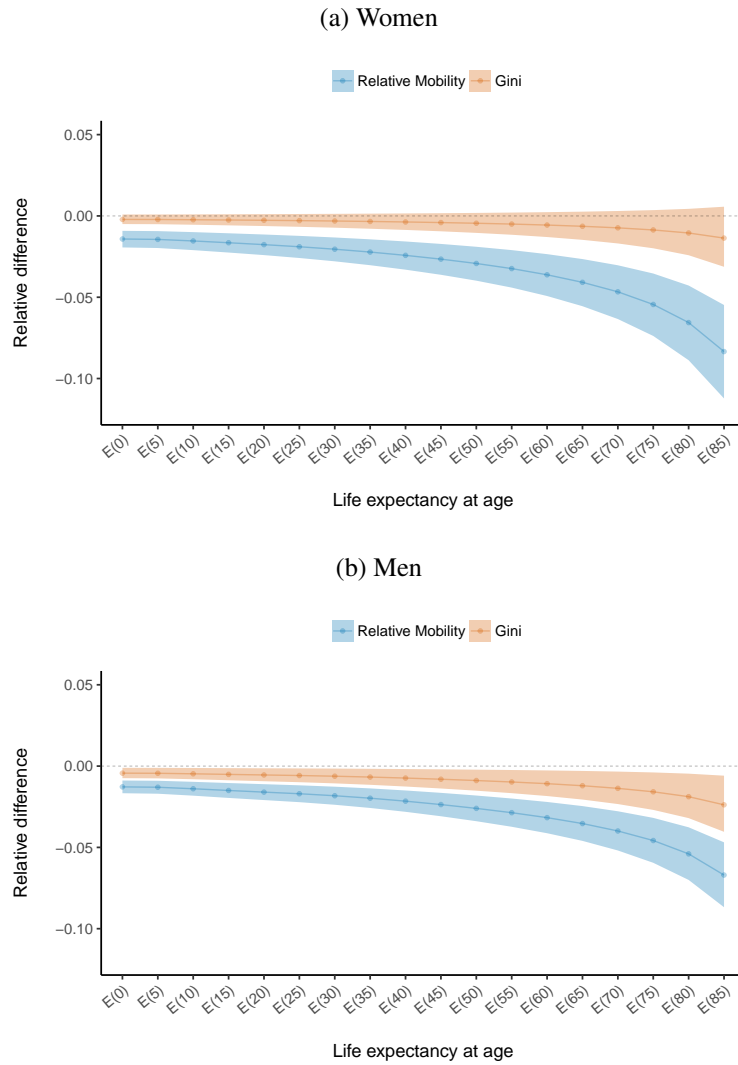 (a) Women
Relative Mobility Gini
0.05
0.00
−0.05
−0.10
Relative difference
E(0) E(5) E(10) E(15) E(20) E(25) E(30) E(35) E(40) E(45) E(50) E(55) E(60) E(65) E(70) E(75) E(80) E(85)
Life expectancy at age
(b) Men
Relative Mobility Gini
0.05
0.00
−0.05
−0.10
Relative difference
E(0) E(5) E(10) E(15) E(20) E(25) E(30) E(35) E(40) E(45) E(50) E(55) E(60) E(65) E(70) E(75) E(80) E(85)
Life expectancy at age